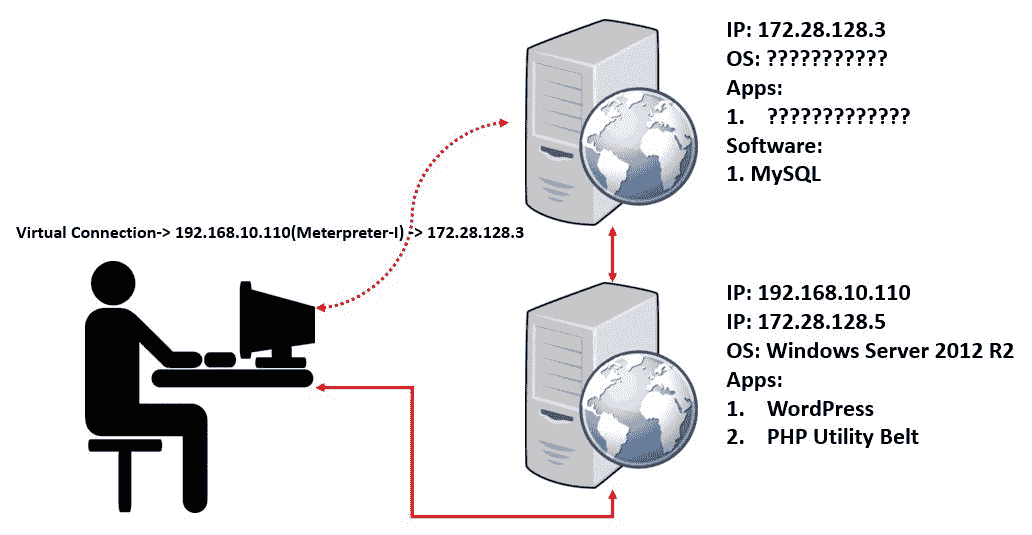 IP: 172.28.128.3
OS: ???????????
Apps:
1. ?????????????
Software:
1. MySQL
Virtual Connection-> 192.168.10.110(Meterpreter-I) -> 172.28.128.3
IP: 192.168.10.110
IP: 172.28.128.5
OS: Windows Server 2012 R2
Apps:
1. WordPress
2. PHP Utility Belt